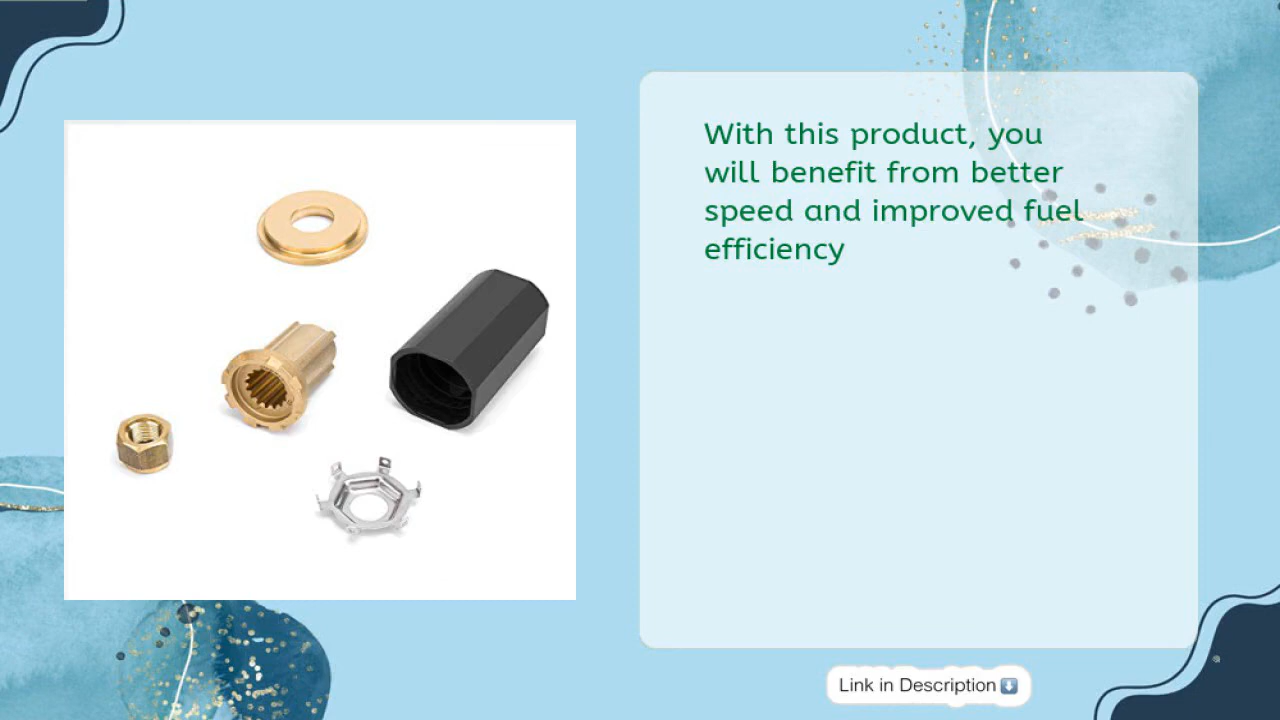 With this product, you
will benefit from better
speed and improved fuel
efficiency
Link in Description⬇️